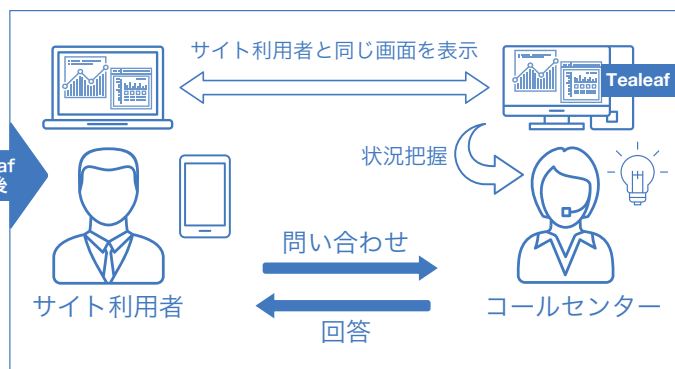 サイト利用者と同じ画面を表示
Tealeaf
状況把握
af
後
問い合わせ
サイト利用者
コールセンター
回答